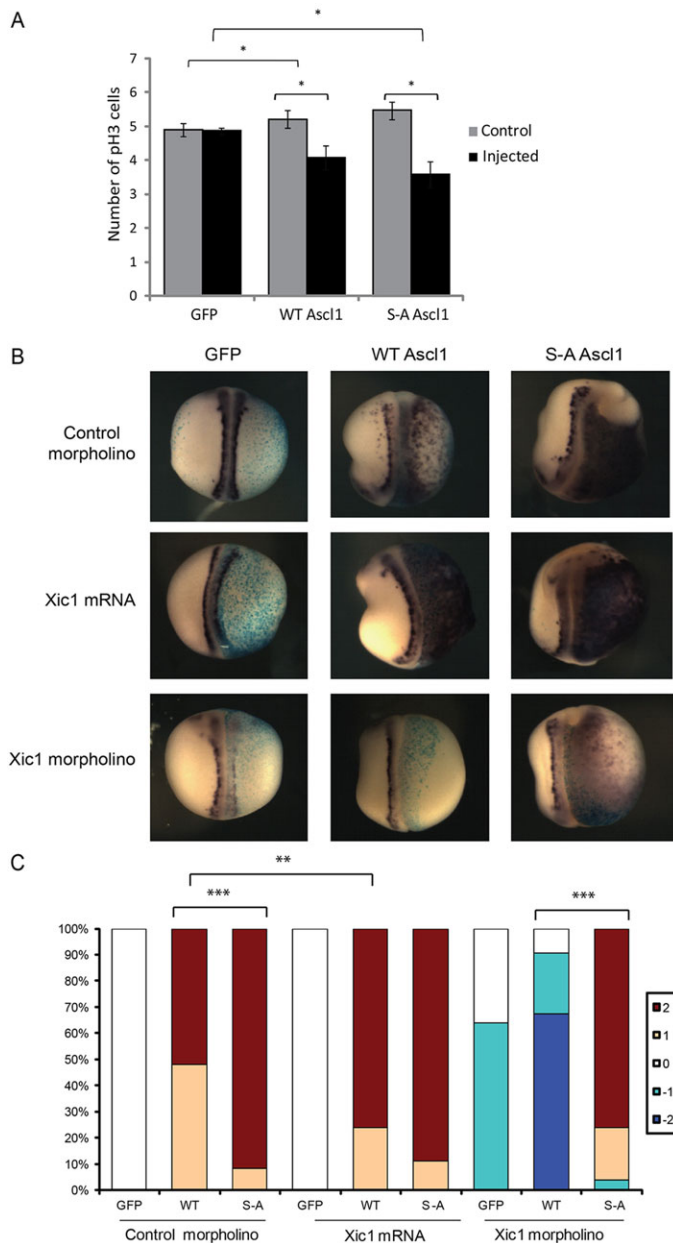 A
*
*
*
*
7
6
5
4
3
2
1
0
Number of pH3 cells
Control
Injected
GFP
WT Ascl1
S-A Ascl1
B
GFP
WT Ascl1
S-A Ascl1
Control morpholino
Xic1 mRNA
Xic1 morpholino
C
**
***
***
100%
90%
80%
70%
60%
50%
40%
30%
20%
10%
0%
2
1
0
-1
-2
GFP
WT
S-A
GFP
WT
S-A
GFP
WT
S-A
Control morpholino
Xic1 mRNA
Xic1 morpholino